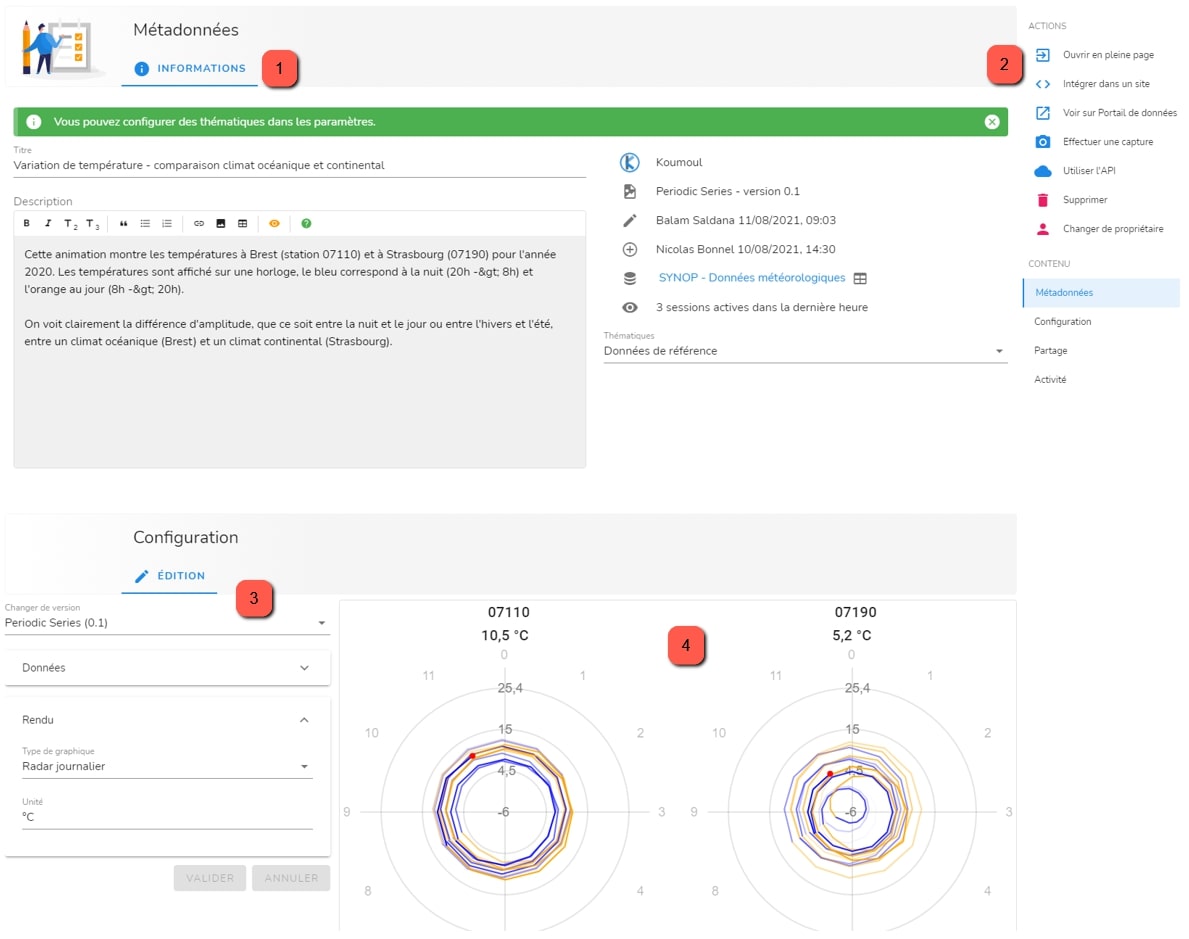 Métadonnées
INFORMATIONS
1
Vous pouvez configurer des thématiques dans les paramètres.
Titre
Variation de température - comparaison climat océanique et continental
Description
B I T2 T3
Cette animation montre les températures à Brest (station 07110) et à Strasbourg (07190) pour l'année
2020. Les températures sont affiché sur une horloge, le bleu correspond à la nuit (20h -&gt; 8h) et
l'orange au jour (8h -&gt; 20h).
On voit clairement la différence d'amplitude, que ce soit entre la nuit et le jour ou entre l'hivers et l'été,
entre un climat océanique (Brest) et un climat continental (Strasbourg).
Koumoul
Periodic Series - version 0.1
Balam Saldana 11/08/2021, 09:03
Nicolas Bonnel 10/08/2021, 14:30
SYNOP - Données météorologiques
3 sessions actives dans la dernière heure
Thématiques
Données de référence
ACTIONS
2
Ouvrir en pleine page
Intégrer dans un site
Voir sur Portail de données
Effectuer une capture
Utiliser l'API
Supprimer
Changer de propriétaire
CONTENU
Métadonnées
Configuration
Partage
Activité
Configuration
ÉDITION
3
Changer de version
Periodic Series (0.1)
Données
Rendu
Type de graphique
Radar journalier
Unité
°C
VALIDER ANNULER
4
07110
10,5 °C
0
11 1
25,4
10 15 2
4,5
9 -6 3
8 4
07190
5,2 °C
0
11 1
25,4
10 15 2
4,5
9 -6 3
8 4